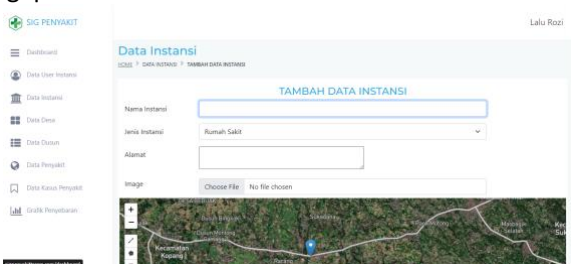 SIG PENYAKIT
Lalu Rozi
Dashboard
Data User Instansi
Data Instansi
Data Desa
Data Dusun
Data Penyakit
Data Kasus Penyakit
Grafik Penyebaran
Data Instansi
HOME > DATA INSTANSI > TAMBAH DATA INSTANSI
TAMBAH DATA INSTANSI
Nama Instansi
Jenis Instansi
Rumah Sakit
Alamat
Image
Choose File No file chosen
+
−
Kecamatan
Kopang